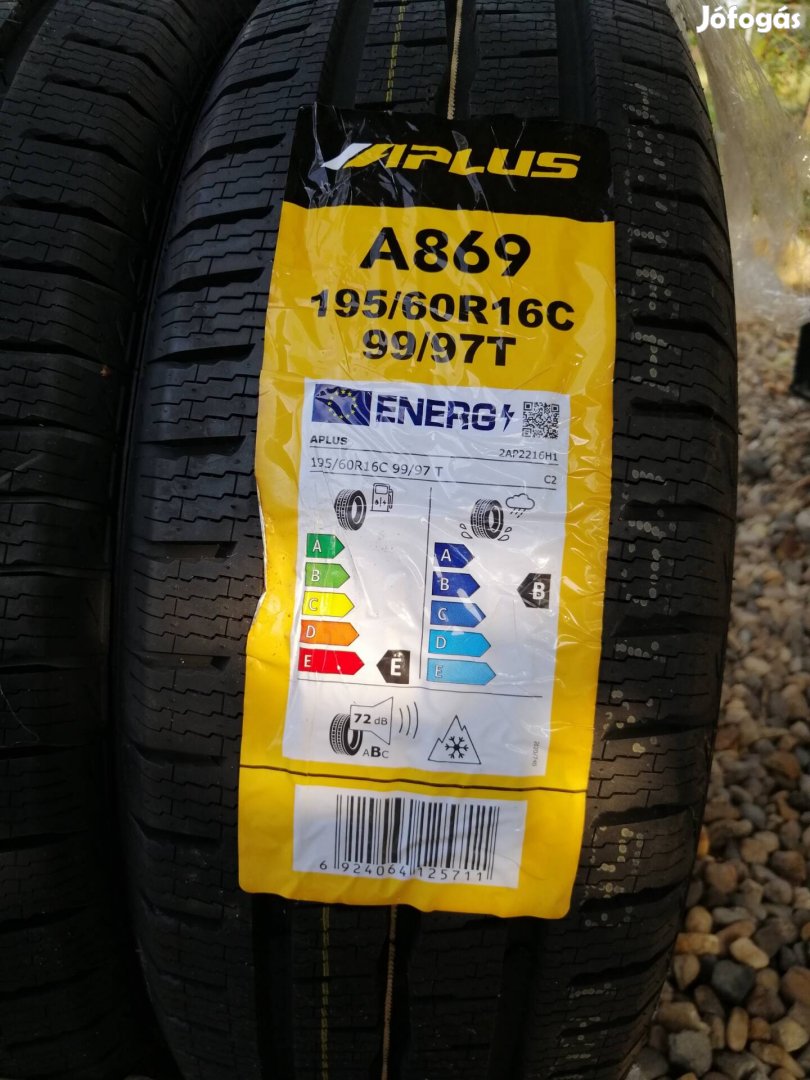 Jófogás
APLUS
A869
195/60R16C
99/97T
ENERG
APLUS 2AP2216H1
195/60R16C 99/97 T C2
A A
B B B
C C
D D
E E E
72 dB
ABC
6 924064 125711